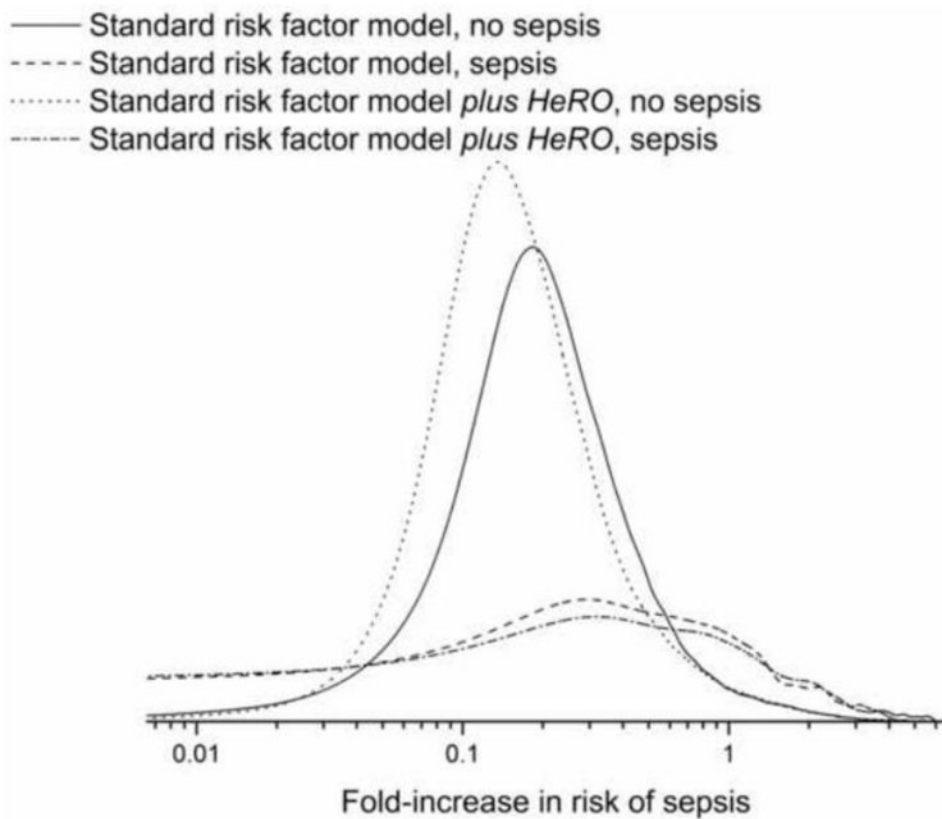 Standard risk factor model, no sepsis
Standard risk factor model, sepsis
Standard risk factor model plus HeRO, no sepsis
Standard risk factor model plus HeRO, sepsis
0.01 0.1 1
Fold-increase in risk of sepsis